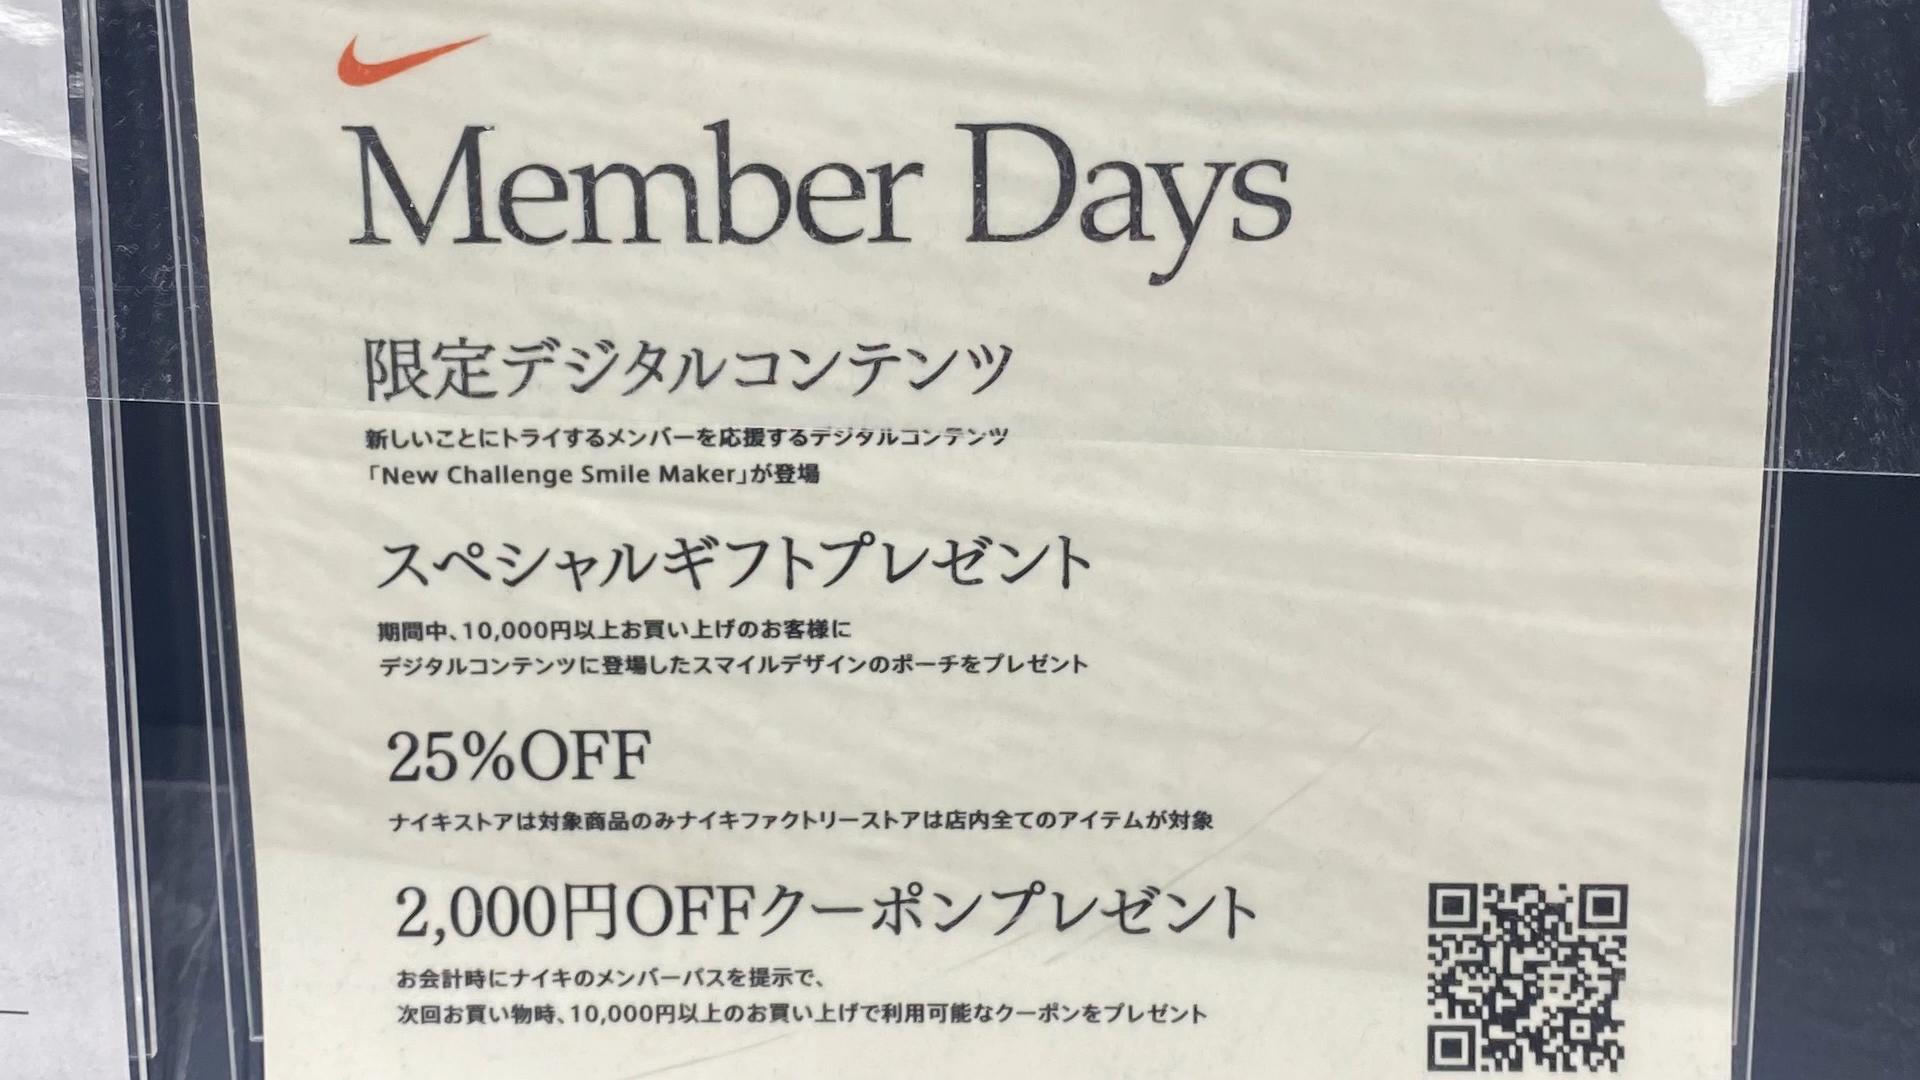 Member Days
限定デジタルコンテンツ
新しいことにトライするメンバーを応援するデジタルコンテンツ
「New Challenge Smile Maker」が登場
スペシャルギフトプレゼント
期間中、10,000円以上お買い上げのお客様に
デジタルコンテンツに登場したスマイルデザインのポーチをプレゼント
25%OFF
ナイキストアは対象商品のみナイキファクトリーストアは店内全てのアイテムが対象
2,000円OFFクーポンプレゼント
お会計時にナイキのメンバーパスを提示で、
次回お買い物時、10,000円以上のお買い上げで利用可能なクーポンをプレゼント